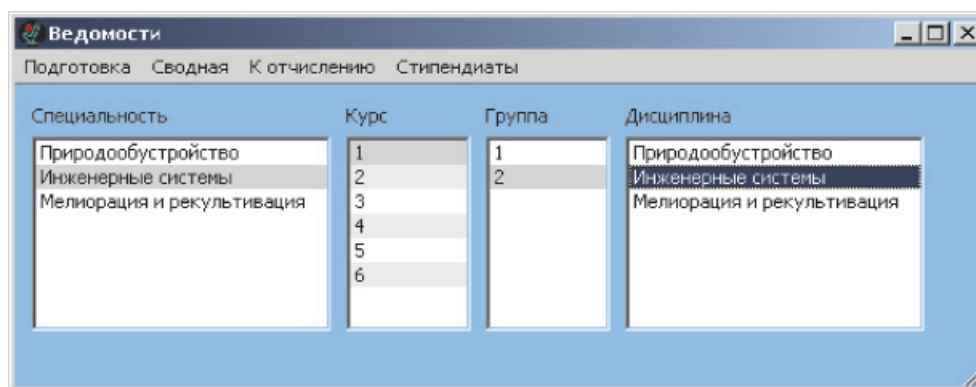 Ведомости
Подготовка Сводная К отчислению Стипендиаты
Специальность Курс Группа Дисциплина
Природообустройство 1 1 Природообустройство
Инженерные системы 2 2 Инженерные системы
Мелиорация и рекультивация 3 Мелиорация и рекультивация
4
5
6